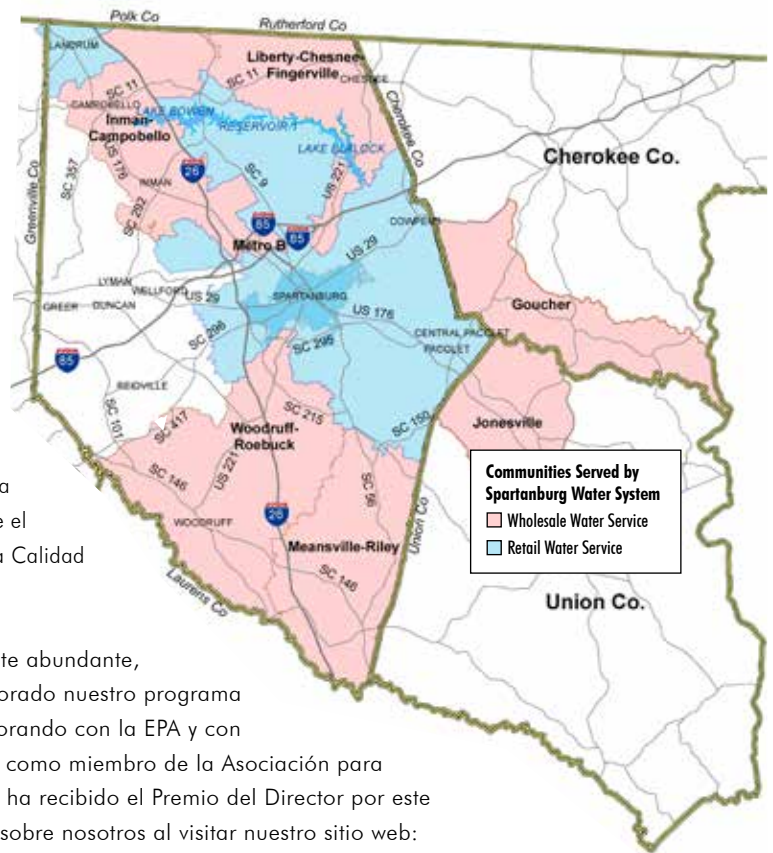 Polk Co
Rutherford Co
LANDRUM
Liberty-Chesnee-
Fingerville
CHESNEE
SC 11
SC 11
CAMPOBELLO
LAKE BOWEN
Inman-
Campobello
RESERVOIR 1
LAKE BLALOCK
Cherokee Co
Cherokee Co.
Greenville Co
SC 357
US 176
26
SC 9
US 221
INMAN
SC 292
85
85
Metro B
COWPENS
US 29
LYMAN
WELLFORD
US 29
SPARTANBURG
Goucher
GREER
DUNCAN
US 176
CENTRAL PACOLET
PACOLET
SC 296
SC 295
85
REIDVILLE
Jonesville
SC 101
SC 417
SC 215
SC 150
Woodruff-
Roebuck
US 221
SC 146
SC 56
Union Co
26
WOODRUFF
Meansville-Riley
SC 146
Laurens Co
Communities Served by
Spartanburg Water System
Wholesale Water Service
Retail Water Service
Union Co.
a
e el
a Calidad
te abundante,
orado nuestro programa
orando con la EPA y con
como miembro de la Asociación para
ha recibido el Premio del Director por este
sobre nosotros al visitar nuestro sitio web: